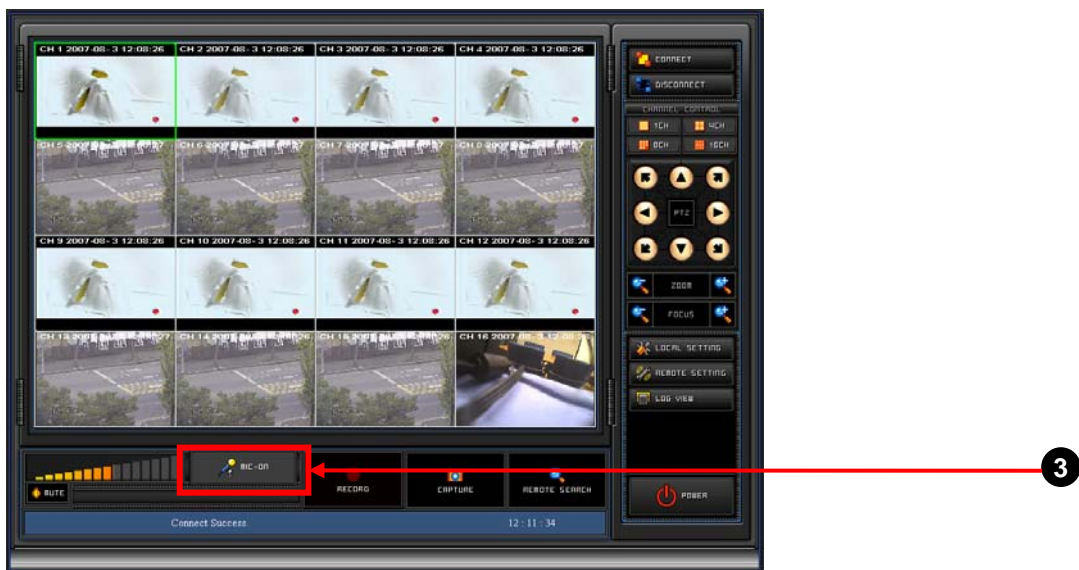 CH 1 2007-08- 3 12:08:26 CH 2 2007-08- 3 12:08:26 CH 3 2007-08- 3 12:08:26 CH 4 2007-08- 3 12:08:26
CONNECT
DISCONNECT
CHANNEL CONTROL
1CH 4CH
8CH 16CH
PTZ
CH 9 2007-08- 3 12:08:26 CH 10 2007-08- 3 12:08:26 CH 11 2007-08- 3 12:08:26 CH 12 2007-08- 3 12:08:26
ZOOM
FOCUS
CH 16 2007-08- 3 12:08:26
LOCAL SETTING
REMOTE SETTING
LOG VIEW
MIC-ON
3
MUTE
RECORD
CAPTURE
REMOTE SEARCH
POWER
Connect Success
12 : 11 : 34